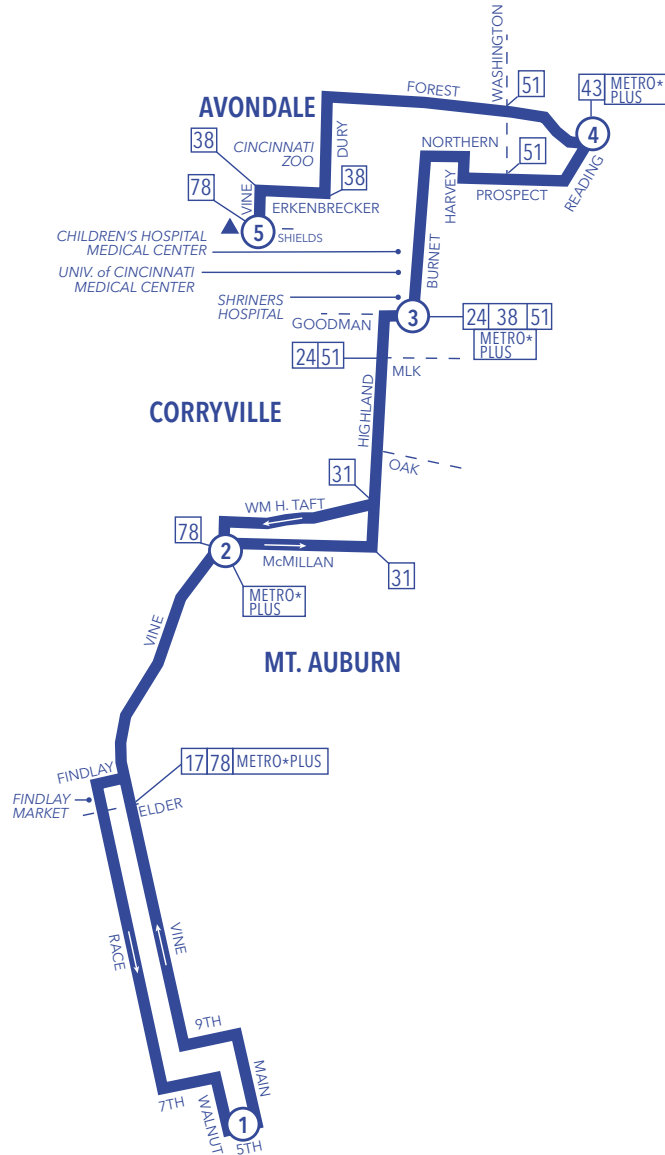 WASHINGTON
FOREST
51
43 METRO*
PLUS
AVONDALE
4
38
CINCINNATI
ZOO
DURY
NORTHERN
51
78
VINE
38
HARVEY
PROSPECT
READING
ERKENBRECKER
5
SHIELDS
CHILDREN'S HOSPITAL
MEDICAL CENTER
BURNET
UNIV. of CINCINNATI
MEDICAL CENTER
SHRINERS
HOSPITAL
GOODMAN
3
24 38 51
METRO*
PLUS
24 51
MLK
HIGHLAND
CORRYVILLE
OAK
31
WM H. TAFT
78
2
McMILLAN
31
METRO*
PLUS
VINE
MT. AUBURN
17 78 METRO*PLUS
FINDLAY
FINDLAY
MARKET
ELDER
RACE
VINE
9TH
MAIN
7TH
WALNUT
1
5TH